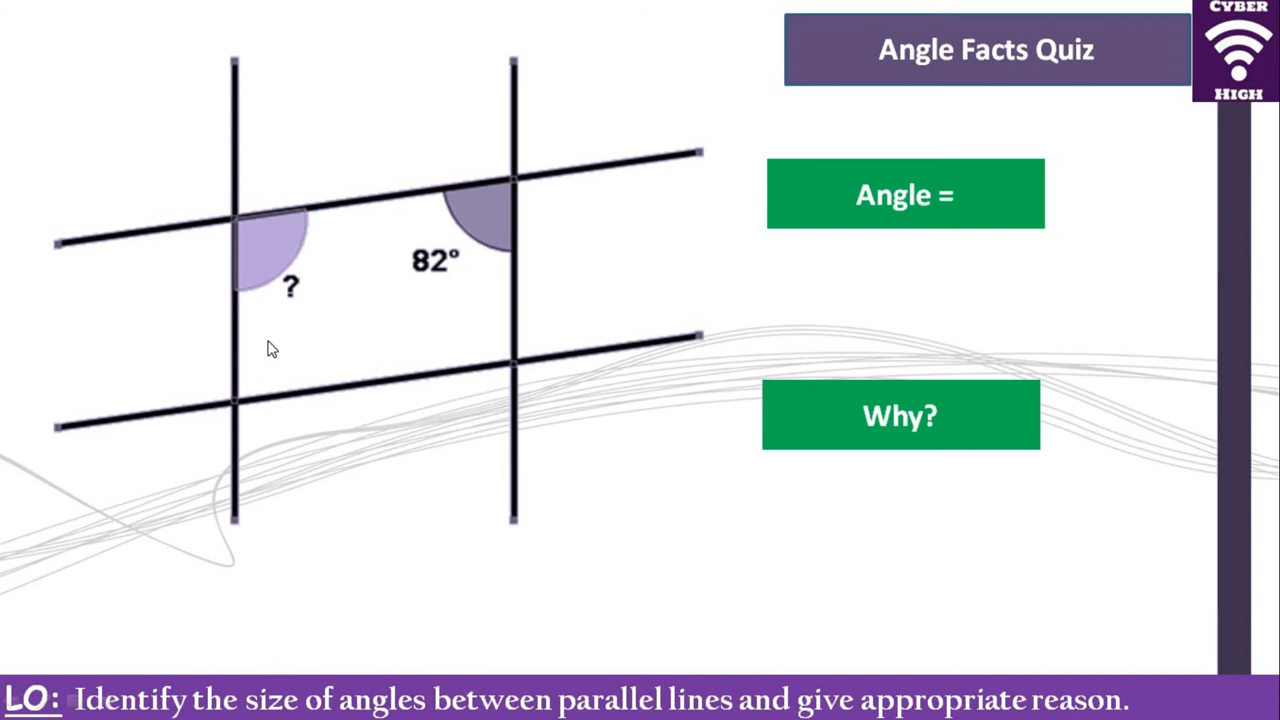 CYBER
HIGH
Angle Facts Quiz
Angle =
82°
?
Why?
LO: Identify the size of angles between parallel lines and give appropriate reason.